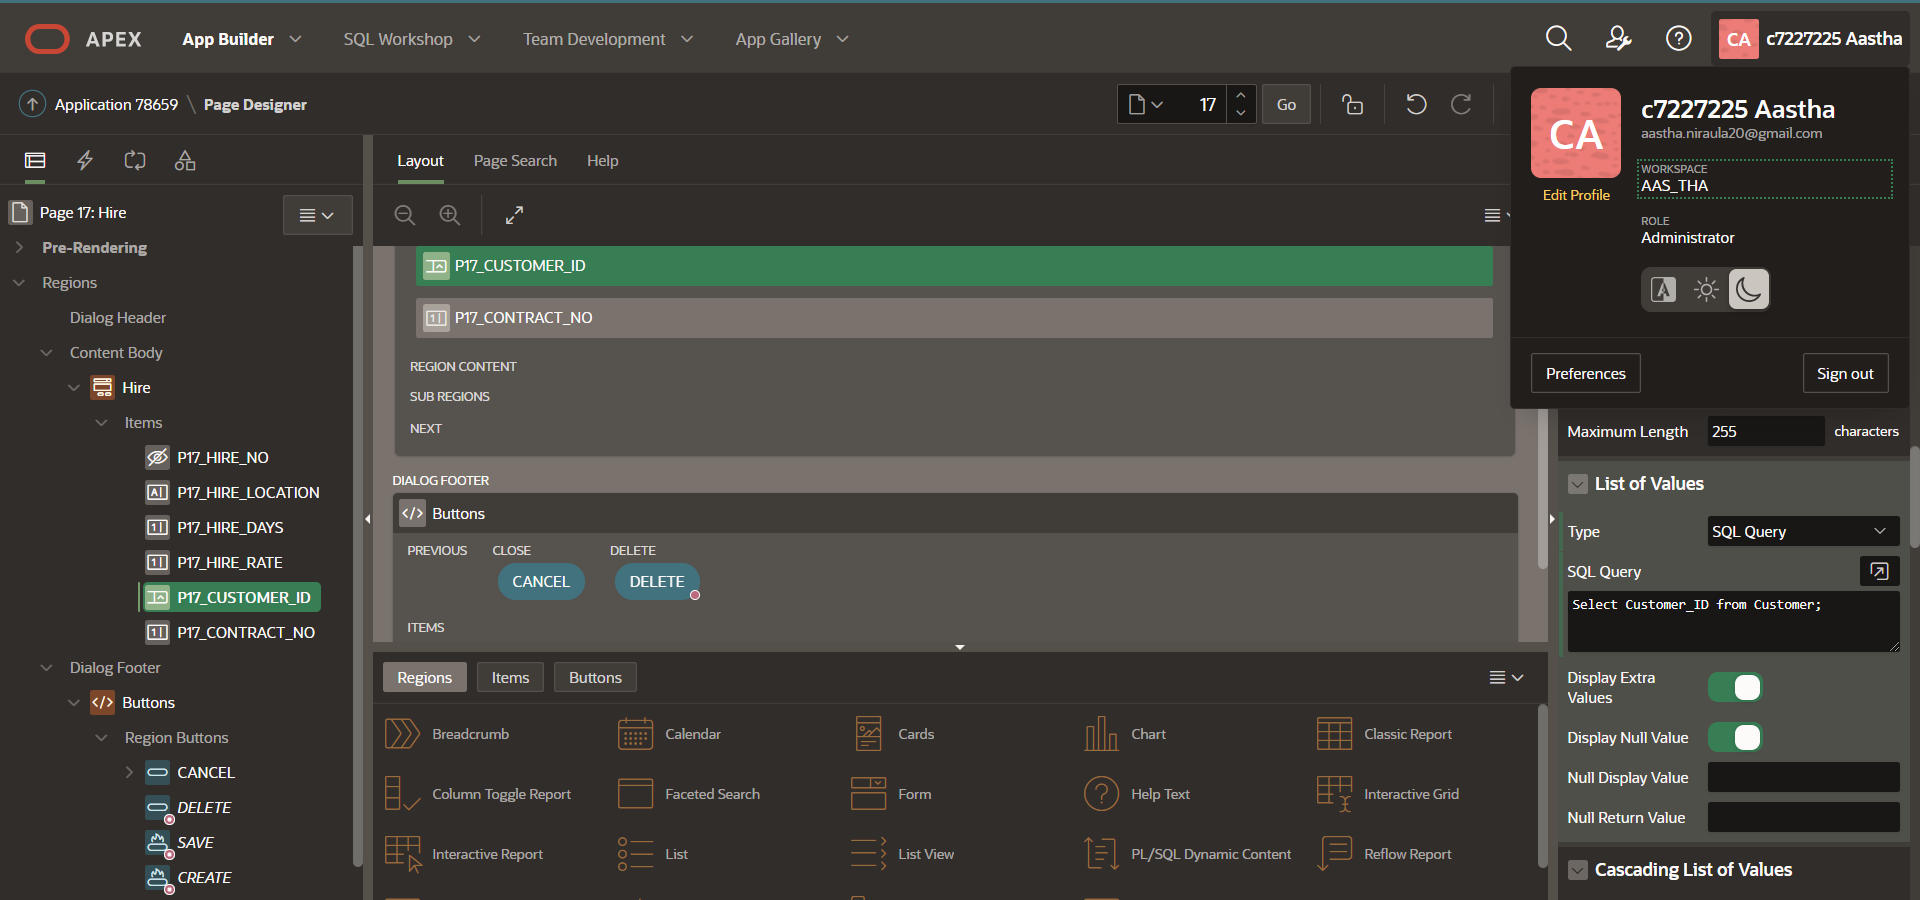 APEX App Builder SQL Workshop Team Development App Gallery CA c7227225 Aastha
Application 78659 \ Page Designer 17 Go
Layout Page Search Help
Page 17: Hire
Pre-Rendering
Regions
Dialog Header
Content Body
Hire
Items
P17_HIRE_NO
P17_HIRE_LOCATION
P17_HIRE_DAYS
P17_HIRE_RATE
P17_CUSTOMER_ID
P17_CONTRACT_NO
Dialog Footer
Buttons
Region Buttons
CANCEL
DELETE
SAVE
CREATE
P17_CUSTOMER_ID
P17_CONTRACT_NO
REGION CONTENT
SUB REGIONS
NEXT
DIALOG FOOTER
Buttons
PREVIOUS CLOSE DELETE
CANCEL DELETE
ITEMS
Regions Items Buttons
Breadcrumb Calendar Cards Chart Classic Report
Column Toggle Report Faceted Search Form Help Text Interactive Grid
Interactive Report List List View PL/SQL Dynamic Content Reflow Report
CA
c7227225 Aastha
aastha.niraula20@gmail.com
WORKSPACE
AAS_THA
Edit Profile
ROLE
Administrator
Preferences Sign out
Maximum Length 255 characters
List of Values
Type SQL Query
SQL Query
Select Customer_ID from Customer;
Display Extra
Values
Display Null Value
Null Display Value
Null Return Value
Cascading List of Values